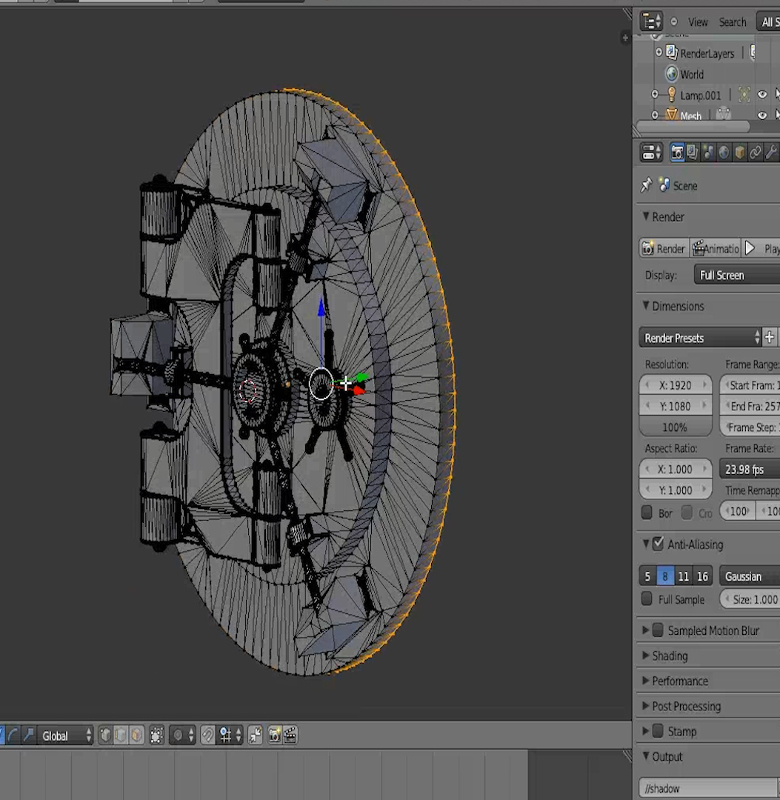 View Search All S
RenderLayers
World
Lamp.001
Mesh
Scene
Render
Render Animatio Play
Display: Full Screen
Dimensions
Render Presets
Resolution: Frame Range:
X: 1920 Start Fram: 1
Y: 1080 End Fra: 257
100% Frame Step:
Aspect Ratio: Frame Rate:
X: 1.000 23.98 fps
Y: 1.000 Time Remapp
Bor Cro 100 100
Anti-Aliasing
5 8 11 16 Gaussian
Full Sample Size: 1.000
Sampled Motion Blur
Shading
Performance
Post Processing
Global Stamp
Output
//shadow